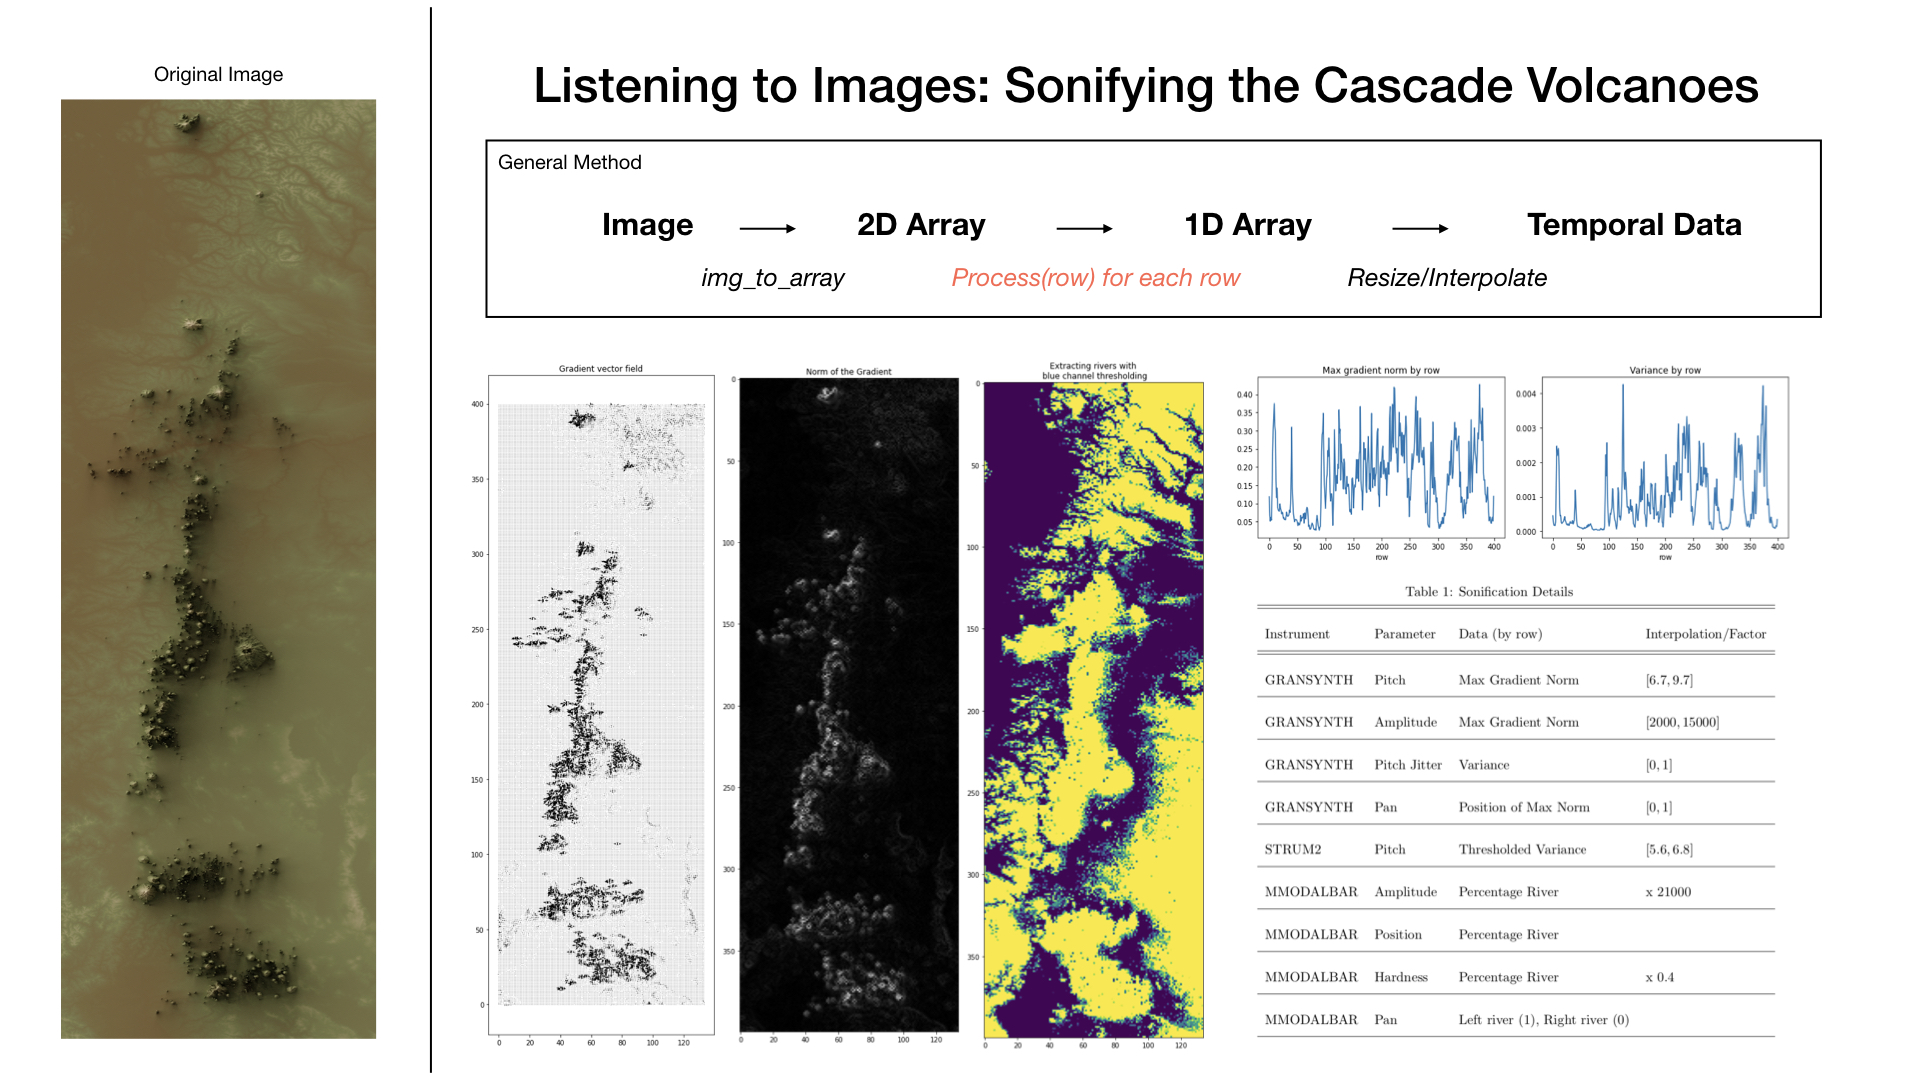 Original Image
Listening to Images: Sonifying the Cascade Volcanoes
General Method
Image → 2D Array → 1D Array → Temporal Data
img_to_array Process(row) for each row Resize/Interpolate
Gradient vector field
400
350
300
250
200
150
100
50
0
0 20 40 60 80 100 120
Norm of the Gradient
0
50
100
150
200
250
300
350
0 20 40 60 80 100 120
Extracting rivers with
blue channel thresholding
0
50
100
150
200
250
300
350
0 20 40 60 80 100 120
Max gradient norm by row
0.40
0.35
0.30
0.25
0.20
0.15
0.10
0.05
0 50 100 150 200 250 300 350 400
row
Variance by row
0.004
0.003
0.002
0.001
0.000
0 50 100 150 200 250 300 350 400
row
Table 1: Sonification Details
Instrument Parameter Data (by row) Interpolation/Factor
GRANSYNTH Pitch Max Gradient Norm [6.7, 9.7]
GRANSYNTH Amplitude Max Gradient Norm [2000, 15000]
GRANSYNTH Pitch Jitter Variance [0, 1]
GRANSYNTH Pan Position of Max Norm [0, 1]
STRUM2 Pitch Thresholded Variance [5.6, 6.8]
MMODALBAR Amplitude Percentage River x 21000
MMODALBAR Position Percentage River
MMODALBAR Hardness Percentage River x 0.4
MMODALBAR Pan Left river (1), Right river (0)